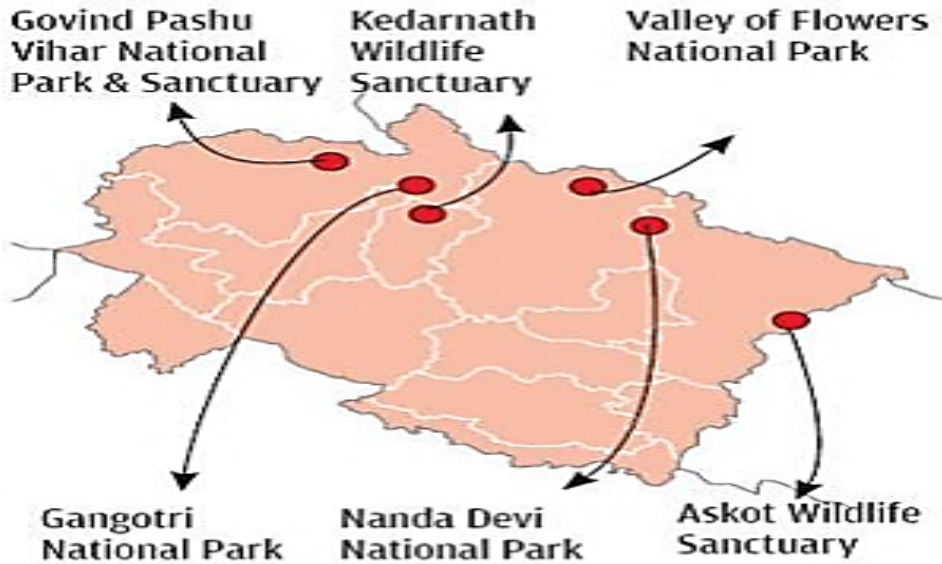 Govind Pashu
Vihar National
Park & Sanctuary
Kedarnath
Wildlife
Sanctuary
Valley of Flowers
National Park
Gangotri
National Park
Nanda Devi
National Park
Askot Wildlife
Sanctuary